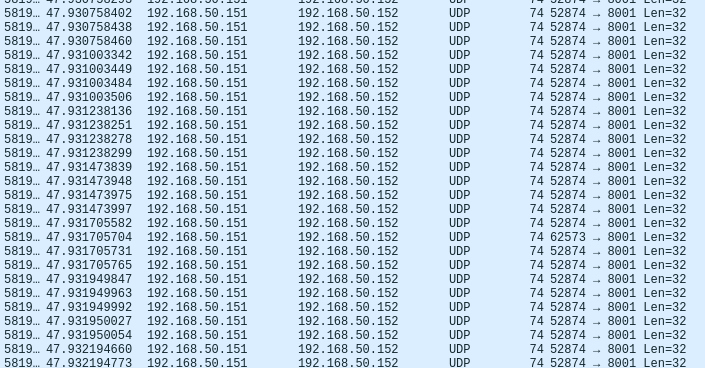 47.930758402 192.168.50.151 192.168.50.152 UDP 74 52874 → 8001 Len=32
5819… 47.930758438 192.168.50.151 192.168.50.152 UDP 74 52874 → 8001 Len=32
5819… 47.930758460 192.168.50.151 192.168.50.152 UDP 74 52874 → 8001 Len=32
5819… 47.931003342 192.168.50.151 192.168.50.152 UDP 74 52874 → 8001 Len=32
5819… 47.931003449 192.168.50.151 192.168.50.152 UDP 74 52874 → 8001 Len=32
5819… 47.931003484 192.168.50.151 192.168.50.152 UDP 74 52874 → 8001 Len=32
5819… 47.931003506 192.168.50.151 192.168.50.152 UDP 74 52874 → 8001 Len=32
5819… 47.931238136 192.168.50.151 192.168.50.152 UDP 74 52874 → 8001 Len=32
5819… 47.931238251 192.168.50.151 192.168.50.152 UDP 74 52874 → 8001 Len=32
5819… 47.931238278 192.168.50.151 192.168.50.152 UDP 74 52874 → 8001 Len=32
5819… 47.931238299 192.168.50.151 192.168.50.152 UDP 74 52874 → 8001 Len=32
5819… 47.931473839 192.168.50.151 192.168.50.152 UDP 74 52874 → 8001 Len=32
5819… 47.931473948 192.168.50.151 192.168.50.152 UDP 74 52874 → 8001 Len=32
5819… 47.931473975 192.168.50.151 192.168.50.152 UDP 74 52874 → 8001 Len=32
5819… 47.931473997 192.168.50.151 192.168.50.152 UDP 74 52874 → 8001 Len=32
5819… 47.931705582 192.168.50.151 192.168.50.152 UDP 74 52874 → 8001 Len=32
5819… 47.931705704 192.168.50.151 192.168.50.152 UDP 74 62573 → 8001 Len=32
5819… 47.931705731 192.168.50.151 192.168.50.152 UDP 74 52874 → 8001 Len=32
5819… 47.931705765 192.168.50.151 192.168.50.152 UDP 74 52874 → 8001 Len=32
5819… 47.931949847 192.168.50.151 192.168.50.152 UDP 74 52874 → 8001 Len=32
5819… 47.931949963 192.168.50.151 192.168.50.152 UDP 74 52874 → 8001 Len=32
5819… 47.931949992 192.168.50.151 192.168.50.152 UDP 74 52874 → 8001 Len=32
5819… 47.931950027 192.168.50.151 192.168.50.152 UDP 74 52874 → 8001 Len=32
5819… 47.931950054 192.168.50.151 192.168.50.152 UDP 74 52874 → 8001 Len=32
5819… 47.932194660 192.168.50.151 192.168.50.152 UDP 74 52874 → 8001 Len=32
5819… 47.932194773 192.168.50.151 192.168.50.152 UDP 74 52874 → 8001 Len=32